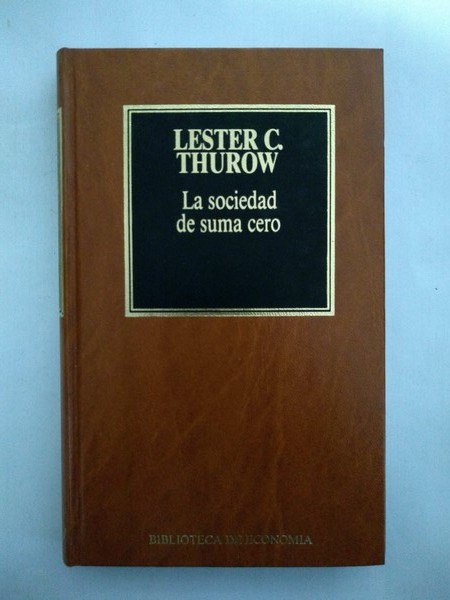 LESTER C.
THUROW
La sociedad
de suma cero
BIBLIOTECA DE ECONOMIA